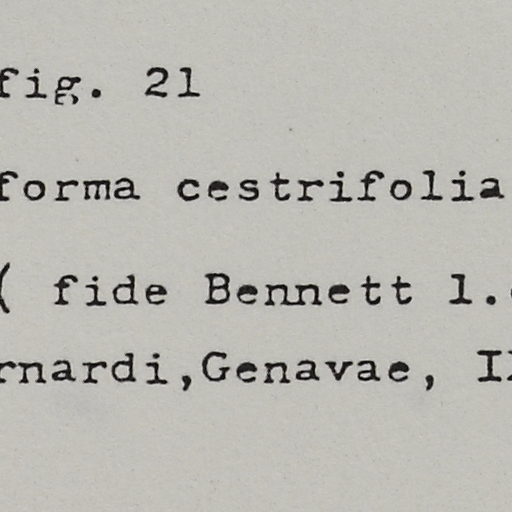 fig. 21
forma cestrifolia
( fide Bennett l.
rnardi,Genavae, I